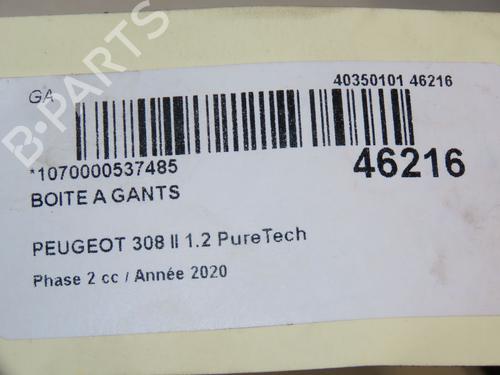 B-PARTS
GA
40350101 46216
*1070000537485
46216
BOITE A GANTS
PEUGEOT 308 II 1.2 PureTech
Phase 2 cc / Année 2020